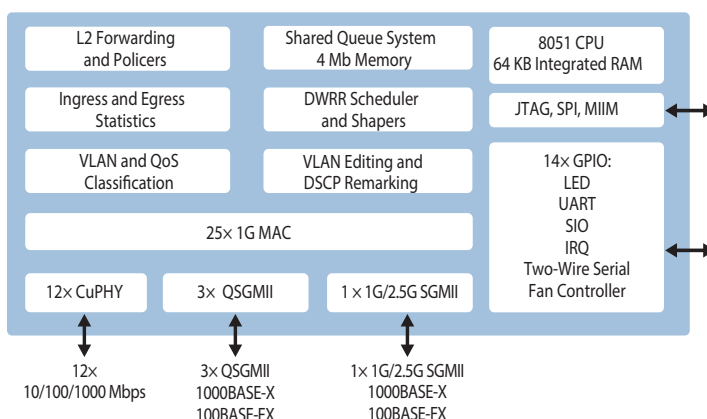 L2 Forwarding
and Policers
Shared Queue System
4 Mb Memory
8051 CPU
64 KB Integrated RAM
Ingress and Egress
Statistics
DWRR Scheduler
and Shapers
JTAG, SPI, MIIM
VLAN and QoS
Classification
VLAN Editing and
DSCP Remarking
14× GPIO:
LED
UART
SIO
IRQ
Two-Wire Serial
Fan Controller
25× 1G MAC
12× CuPHY
3× QSGMII
1 × 1G/2.5G SGMII
12×
10/100/1000 Mbps
3× QSGMII
1000BASE-X
100BASE-FX
1× 1G/2.5G SGMII
1000BASE-X
100BASE-FX